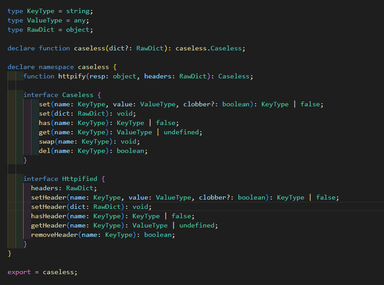 type KeyType = string;
type ValueType = any;
type RawDict = object;

declare function caseless(dict?: RawDict): caseless.Caseless;

declare namespace caseless {
    function httpify(resp: object, headers: RawDict): Caseless;

    interface Caseless {
        set(name: KeyType, value: ValueType, clobber?: boolean): KeyType | false;
        set(dict: RawDict): void;
        has(name: KeyType): KeyType | false;
        get(name: KeyType): ValueType | undefined;
        swap(name: KeyType): void;
        del(name: KeyType): boolean;
    }

    interface Httpified {
        headers: RawDict;
        setHeader(name: KeyType, value: ValueType, clobber?: boolean): KeyType | false;
        setHeader(dict: RawDict): void;
        hasHeader(name: KeyType): KeyType | false;
        getHeader(name: KeyType): ValueType | undefined;
        removeHeader(name: KeyType): boolean;
    }
}

export = caseless;